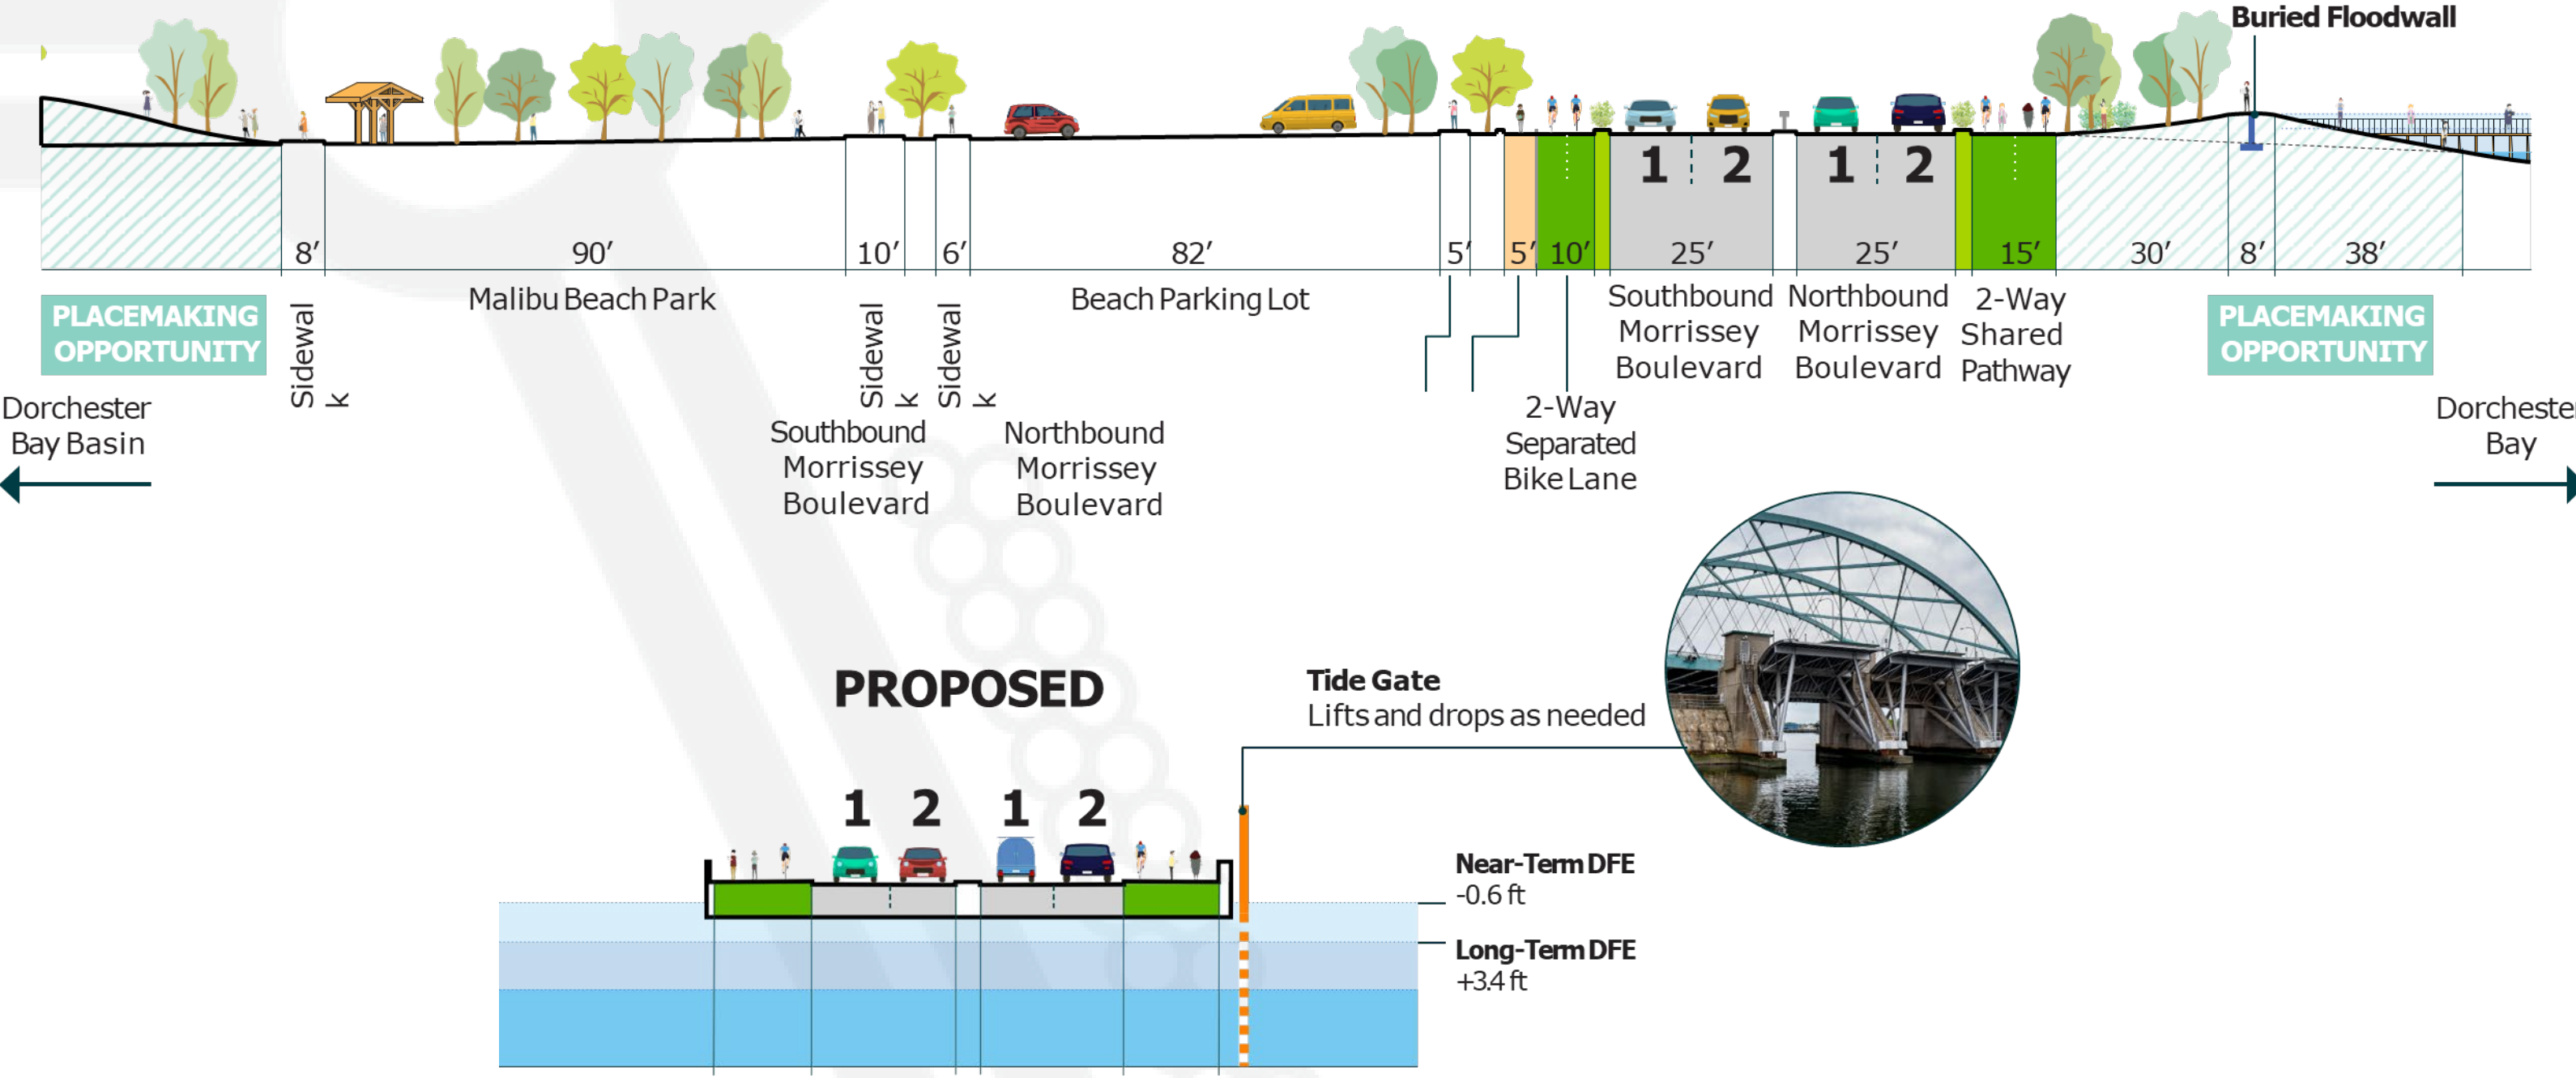 Buried Floodwall
1 2 1 2
8′ 90′ 10′ 6′ 82′ 5′ 5′ 10′ 25′ 25′ 15′ 30′ 8′ 38′
PLACEMAKING
OPPORTUNITY
Sidewal
k
Malibu Beach Park
Sidewal
k
Sidewal
k
Beach Parking Lot
Southbound
Morrissey
Boulevard
Northbound
Morrissey
Boulevard
2-Way
Shared
Pathway
PLACEMAKING
OPPORTUNITY
Dorchester
Bay Basin
Southbound
Morrissey
Boulevard
Northbound
Morrissey
Boulevard
2-Way
Separated
Bike Lane
Dorcheste
Bay
PROPOSED
Tide Gate
Lifts and drops as needed
1 2 1 2
Near-Term DFE
-0.6 ft
Long-Term DFE
+3.4 ft